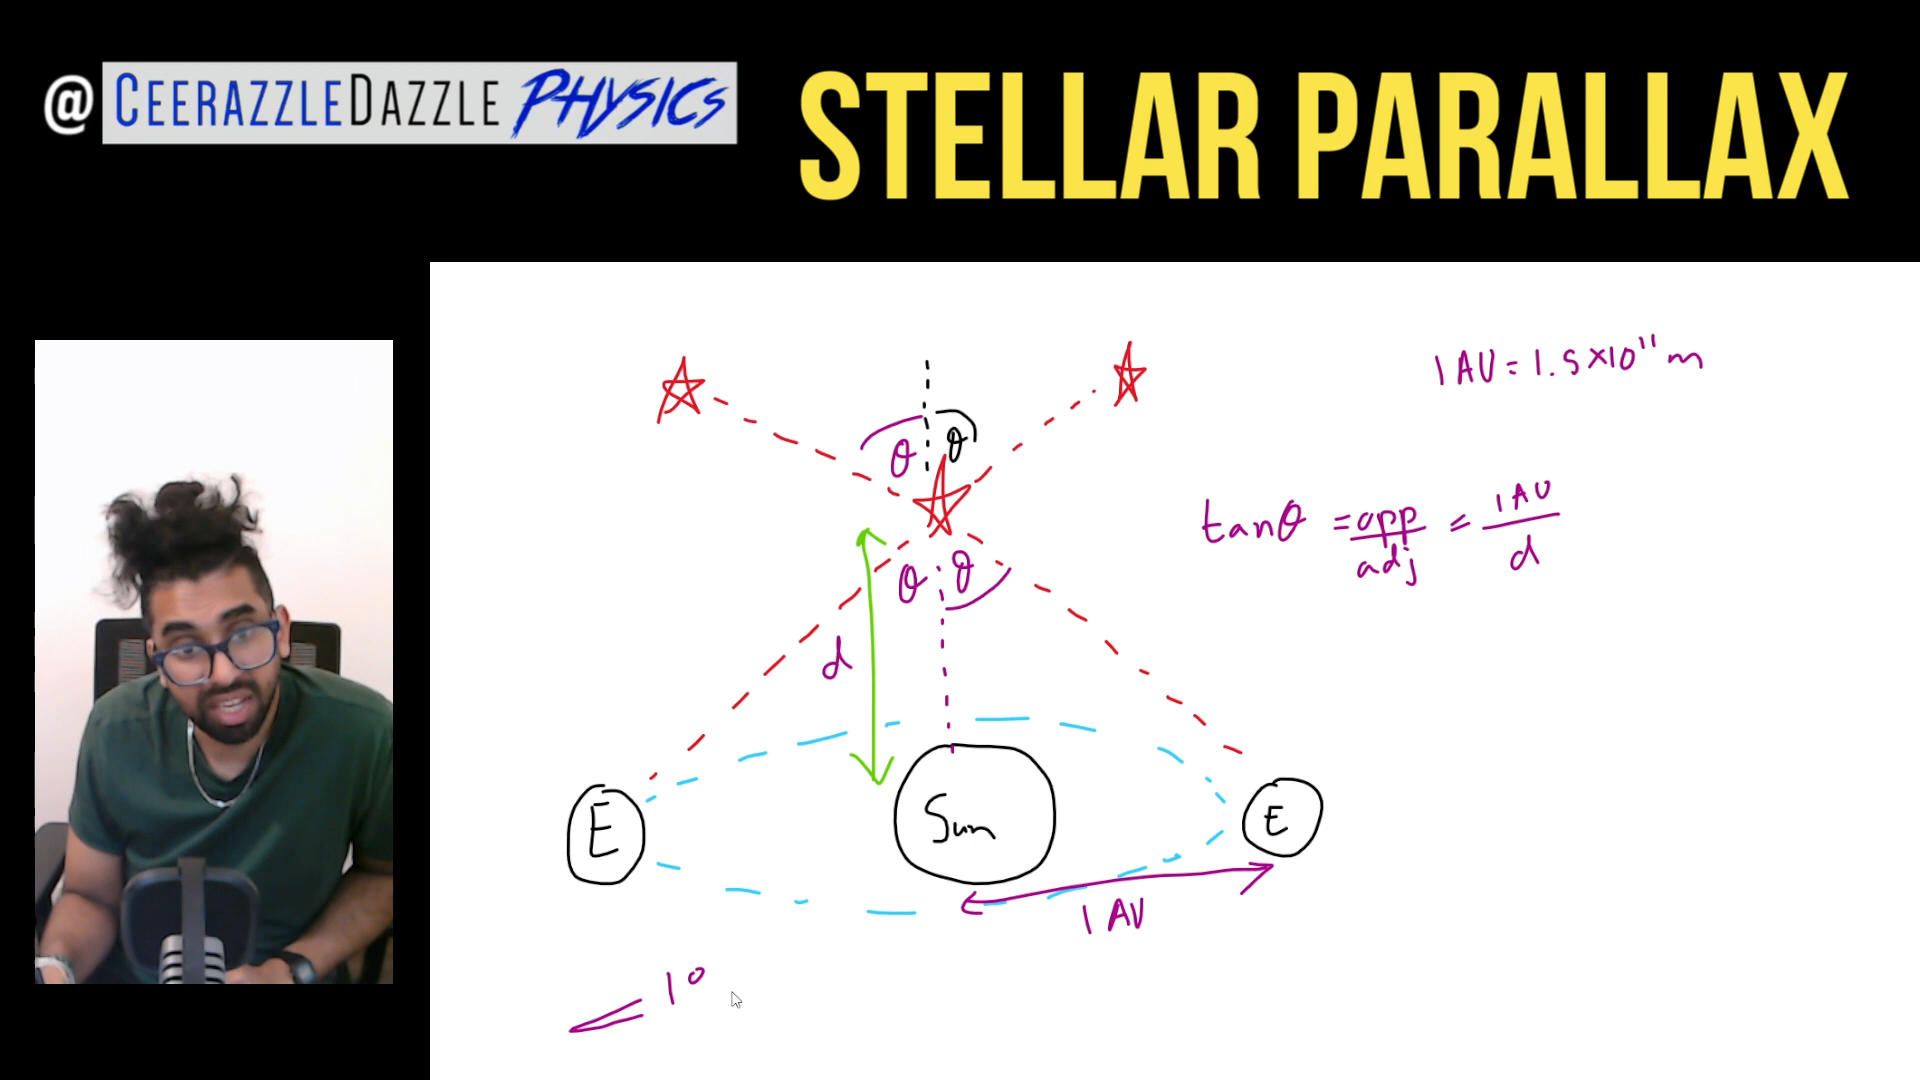 @CEERAZZLEDAZZLE PHYSICS
STELLAR PARALLAX
1 AU = 1.5 × 10¹¹ m
θ θ
tanθ = opp/adj = 1 AU/d
θ θ
d
E
Sun
E
1 AU
1°